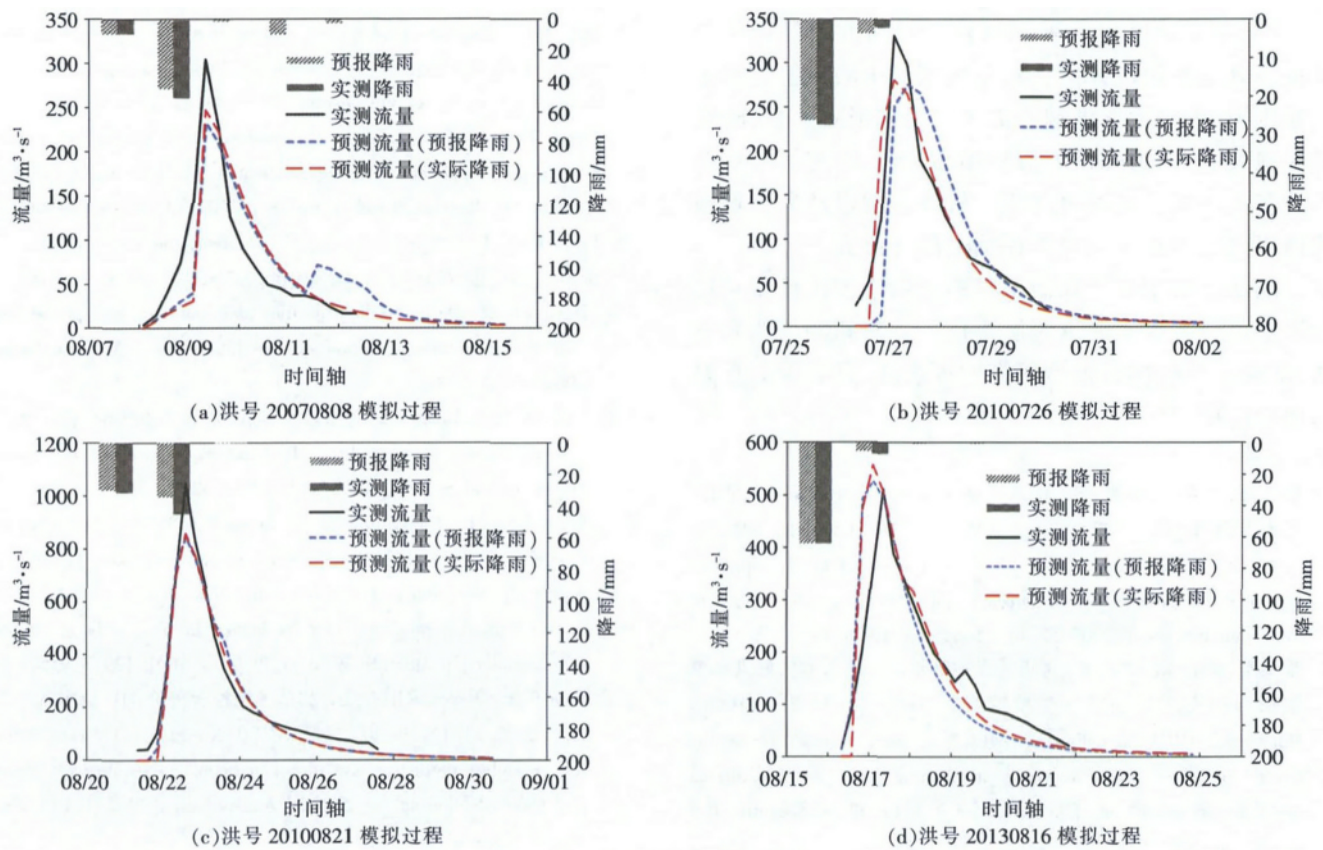 350
300
250
200
150
100
50
0
流量/m³·s⁻¹
08/07
08/09
08/11
08/13
08/15
时间轴
0
20
40
60
80
100
120
140
160
180
200
降雨/mm
预报降雨
实测降雨
实测流量
预测流量(预报降雨)
预测流量(实际降雨)
(a)洪号 20070808 模拟过程
350
300
250
200
150
100
50
0
流量/m³·s⁻¹
07/25
07/27
07/29
07/31
08/02
时间轴
0
10
20
30
40
50
60
70
80
降雨/mm
预报降雨
实测降雨
实测流量
预测流量(预报降雨)
预测流量(实际降雨)
(b)洪号 20100726 模拟过程
1200
1000
800
600
400
200
0
流量/m³·s⁻¹
08/20
08/22
08/24
08/26
08/28
08/30
09/01
时间轴
0
20
40
60
80
100
120
140
160
180
200
降雨/mm
预报降雨
实测降雨
实测流量
预测流量(预报降雨)
预测流量(实际降雨)
(c)洪号 20100821 模拟过程
600
500
400
300
200
100
0
流量/m³·s⁻¹
08/15
08/17
08/19
08/21
08/23
08/25
时间轴
0
20
40
60
80
100
120
140
160
180
200
降雨/mm
预报降雨
实测降雨
实测流量
预测流量(预报降雨)
预测流量(实际降雨)
(d)洪号 20130816 模拟过程